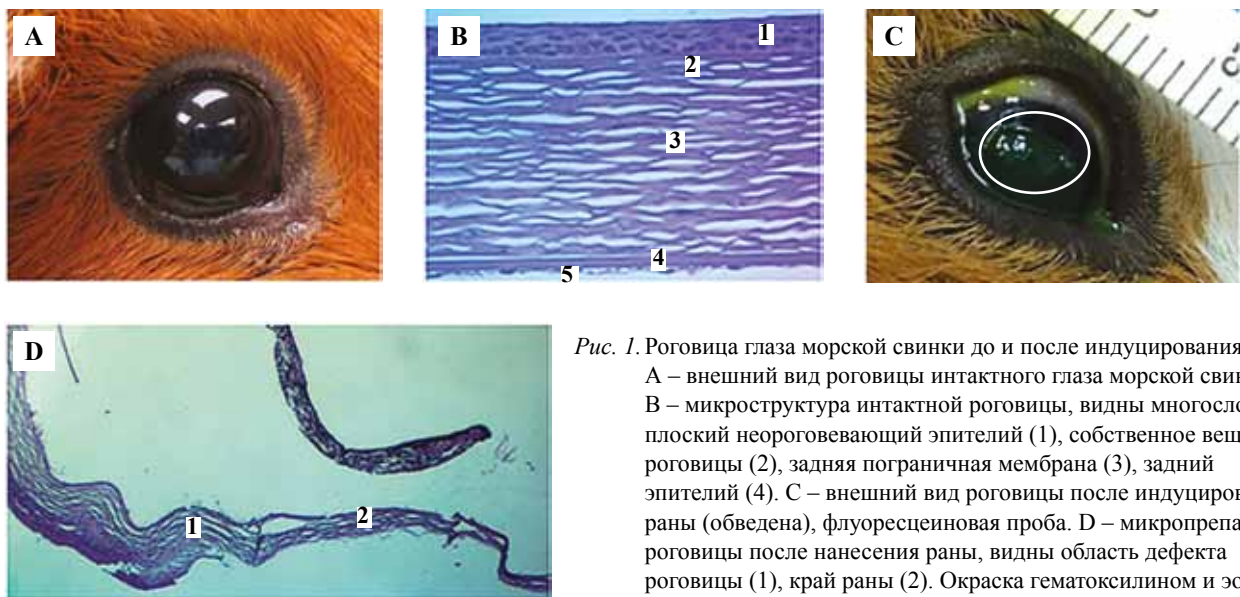 A
B
1
2
3
4
5
C
D
1
2
Рис. 1. Роговица глаза морской свинки до и после индуцирования
А – внешний вид роговицы интактного глаза морской
В – микроструктура интактной роговицы, видны
плоский неороговевающий эпителий (1), собственное
роговицы (2), задняя пограничная мембрана (3), задний
эпителий (4). С – внешний вид роговицы после
раны (обведена), флуоресцеиновая проба. D –
роговицы после нанесения раны, видны область дефекта
роговицы (1), край раны (2). Окраска гематоксилином и